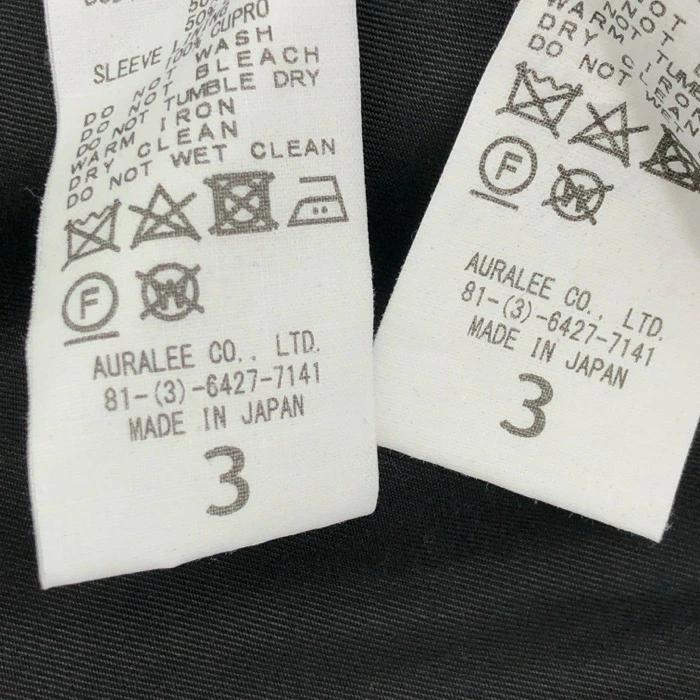 SLEEVE
CUPRO
DO NOT WASH
DO NOT BLEACH
DO NOT TUMBLE DRY
WARM IRON
DRY CLEAN
DO NOT WET CLEAN
F
W
AURALEE CO., LTD.
81-(3)-6427-7141
MADE IN JAPAN
3
WARM
DRY
DO NOT
F
W
AURALEE CO., LTD.
81-(3)-6427-7141
MADE IN JAPAN
3